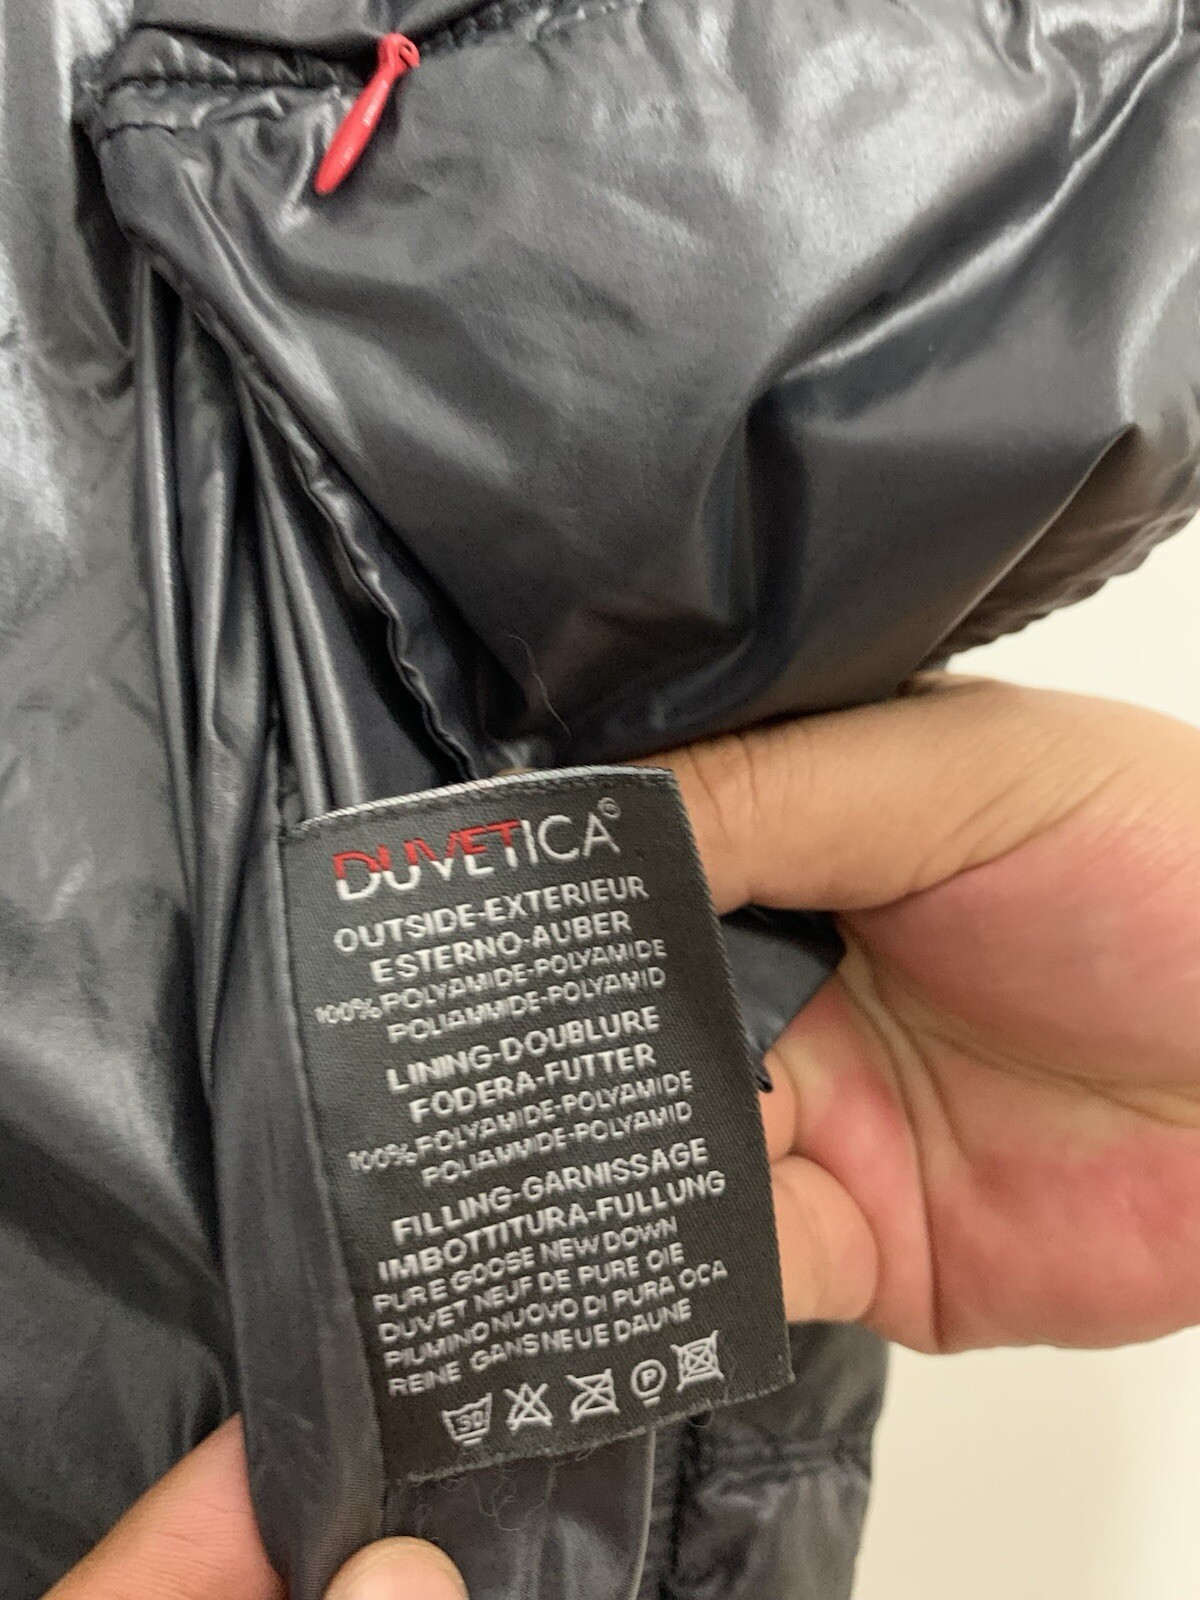 DUVETICA®
OUTSIDE-EXTERIEUR
ESTERNO-AUBER
100% POLYAMIDE-POLYAMIDE
POLIAMMIDE-POLYAMID
LINING-DOUBLURE
FODERA-FUTTER
100% POLYAMIDE-POLYAMIDE
POLIAMMIDE-POLYAMID
FILLING-GARNISSAGE
IMBOTTITURA-FULLUNG
PURE GOOSE NEW DOWN
DUVET NEUF DE PURE OIE
PIUMINO NUOVO DI PURA OCA
REINE GANS NEUE DAUNE
30 P